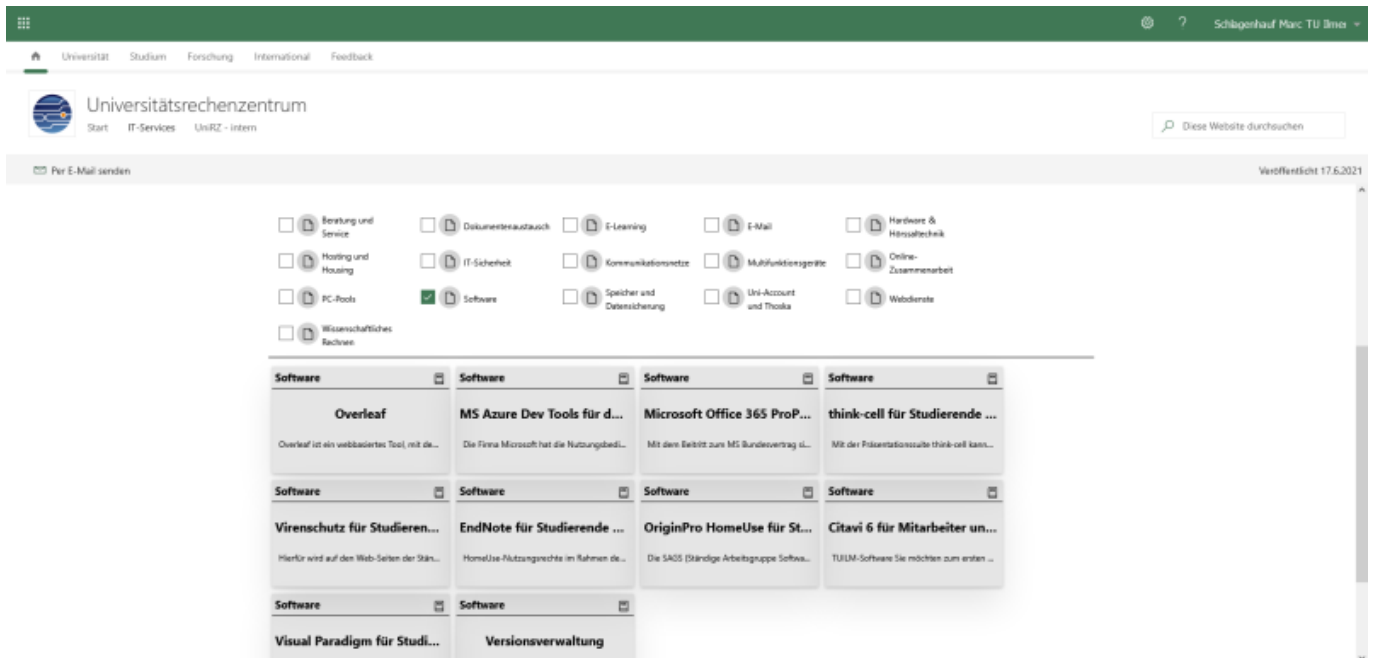 ? Schlagenhauf Marc TU Ilmen
Universität Studium Forschung International Feedback
Universitätsrechenzentrum
Start IT-Services UniRZ - intern
Diese Website durchsuchen
Per E-Mail senden
Veröffentlicht 17.6.2021
Beratung und Service
Dokumentenaustausch
E-Learning
E-Mail
Hardware & Hörsaaltechnik
Hosting und Housing
IT-Sicherheit
Kommunikationsnetze
Multifunktionsgeräte
Online-Zusammenarbeit
PC-Pools
Software
Speicher und Datensicherung
Uni-Account und Thoska
Webdienste
Wissenschaftliches Rechnen
Software Software Software Software
Overleaf
Overleaf ist ein webbasiertes Tool, mit de...
MS Azure Dev Tools für d...
Die Firma Microsoft hat die Nutzungsbedi...
Microsoft Office 365 ProP...
Mit dem Beitritt zum MS Bundesvertrag si...
think-cell für Studierende ...
Mit der Präsentationssuite think-cell kann...
Software Software Software Software
Virenschutz für Studieren...
Hierfür wird auf den Web-Seiten der Stän...
EndNote für Studierende ...
HomeUse-Nutzungsrechte im Rahmen de...
OriginPro HomeUse für St...
Die SAGS (Ständige Arbeitsgruppe Softwa...
Citavi 6 für Mitarbeiter un...
TUILM-Software Sie möchten zum ersten ...
Software Software
Visual Paradigm für Studi...
Versionsverwaltung